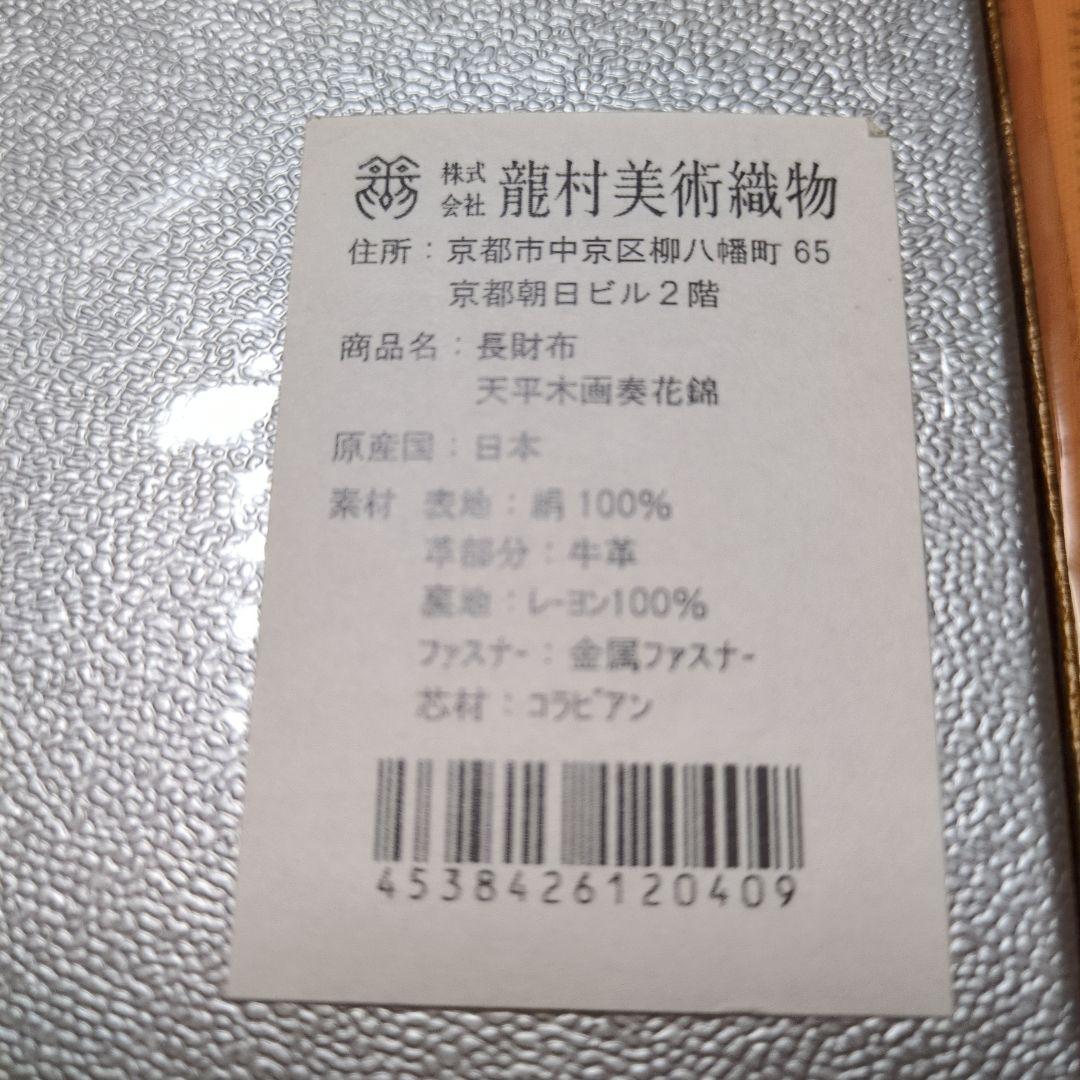 株式会社 龍村美術織物
住所：京都市中京区柳八幡町 65
京都朝日ビル2階
商品名：長財布
天平木画奏花錦
原産国：日本
素材 表地：絹 100%
革部分：牛革
裏地：ﾚｰﾖﾝ100%
ﾌｧｽﾅｰ：金属ﾌｧｽﾅｰ
芯材：ｺﾗﾋﾞｱﾝ
4538426120409